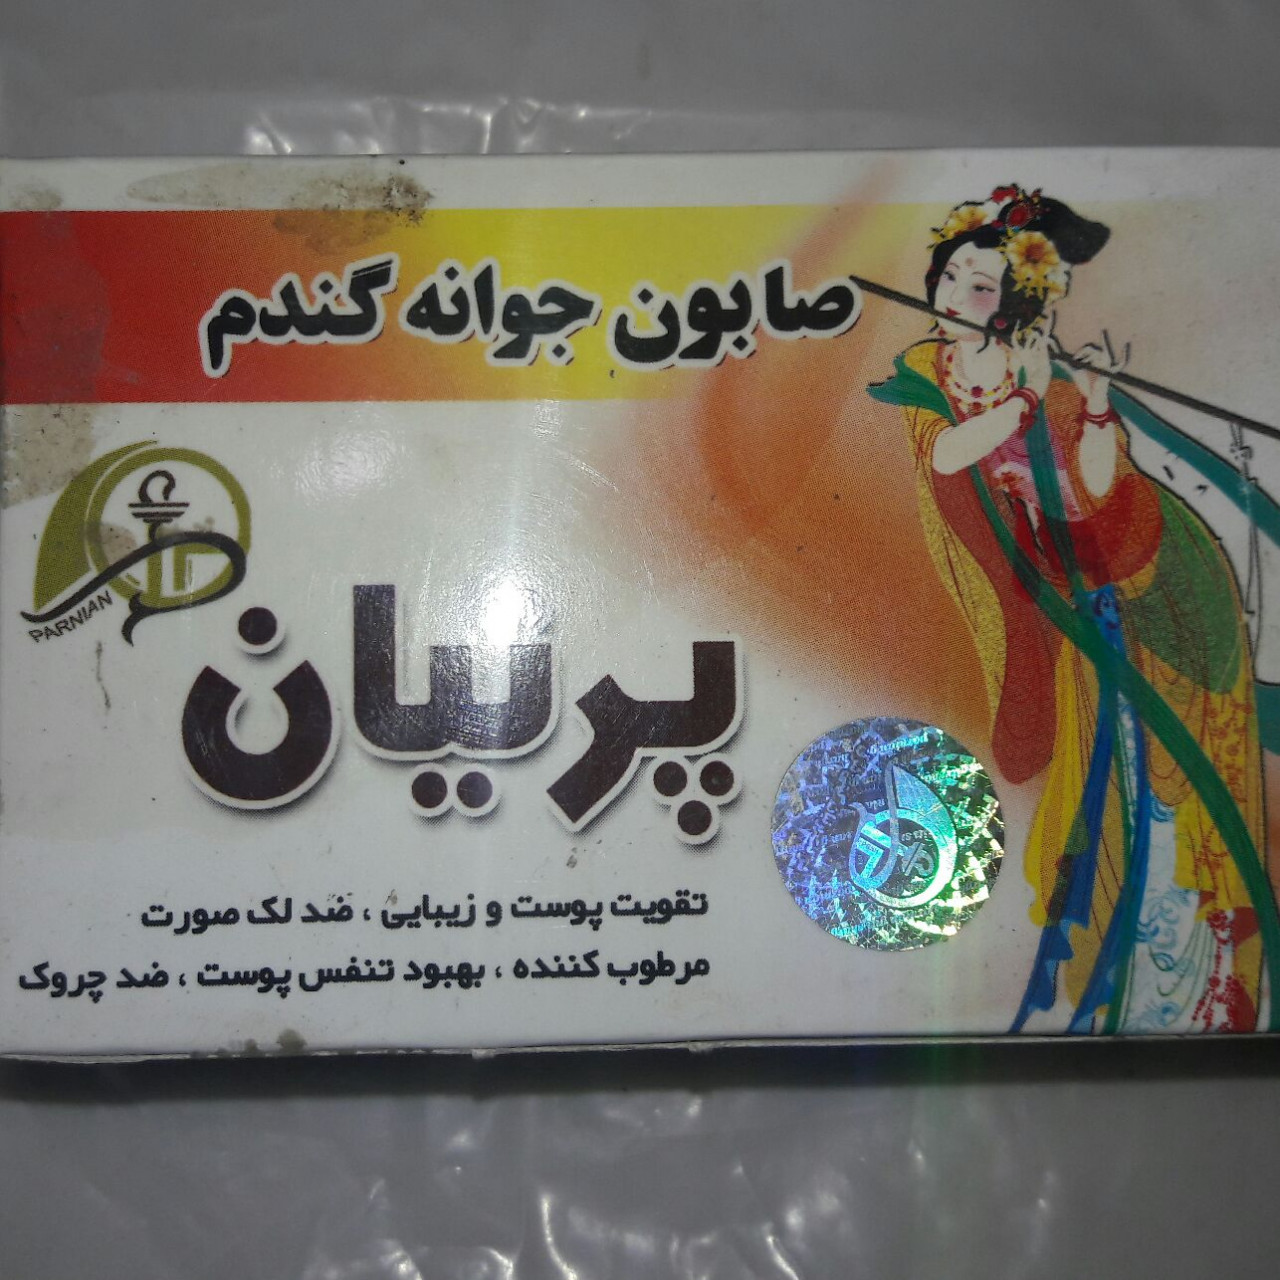 صابون جوانه گندم
PARNIAN
پرنیان
تقویت پوست و زیبایی ، ضد لک صورت
مرطوب کننده ، بهبود تنفس پوست ، ضد چروک